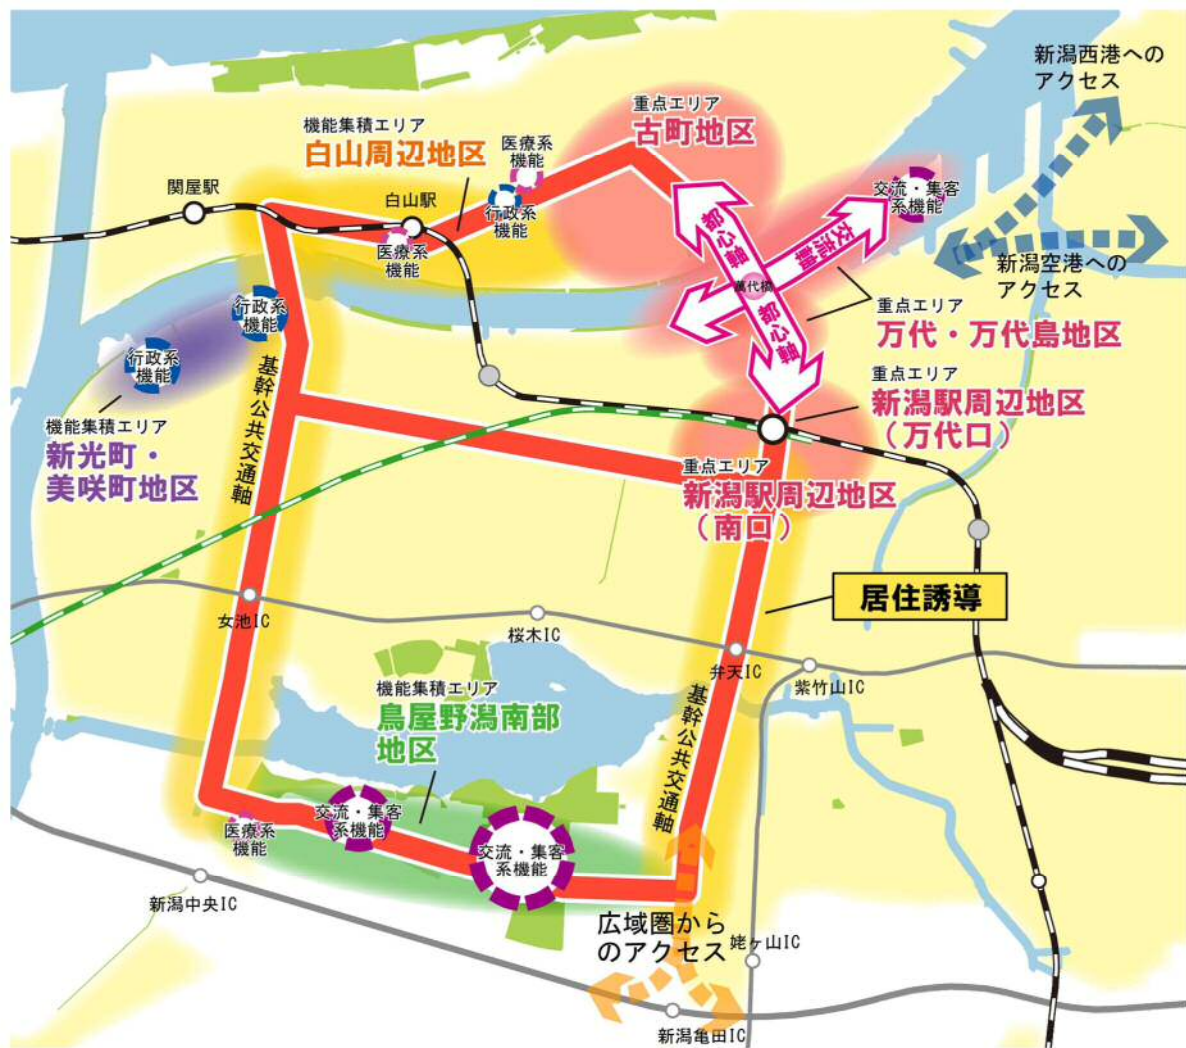 新潟西港への
アクセス
重点エリア
古町地区
機能集積エリア
白山周辺地区
医療系
機能
関屋駅
白山駅
行政系
機能
医療系
機能
交流・集客
系機能
都心軸
交流軸
萬代橋
都心軸
新潟空港への
アクセス
重点エリア
万代・万代島地区
行政系
機能
行政系
機能
基幹公共交通軸
重点エリア
新潟駅周辺地区
（万代口）
機能集積エリア
新光町・
美咲町地区
重点エリア
新潟駅周辺地区
（南口）
居住誘導
女池IC
桜木IC
弁天IC
紫竹山IC
機能集積エリア
鳥屋野潟南部
地区
基幹公共交通軸
医療系
機能
交流・集客
系機能
交流・集客
系機能
新潟中央IC
広域圏から
のアクセス
姥ヶ山IC
新潟亀田IC